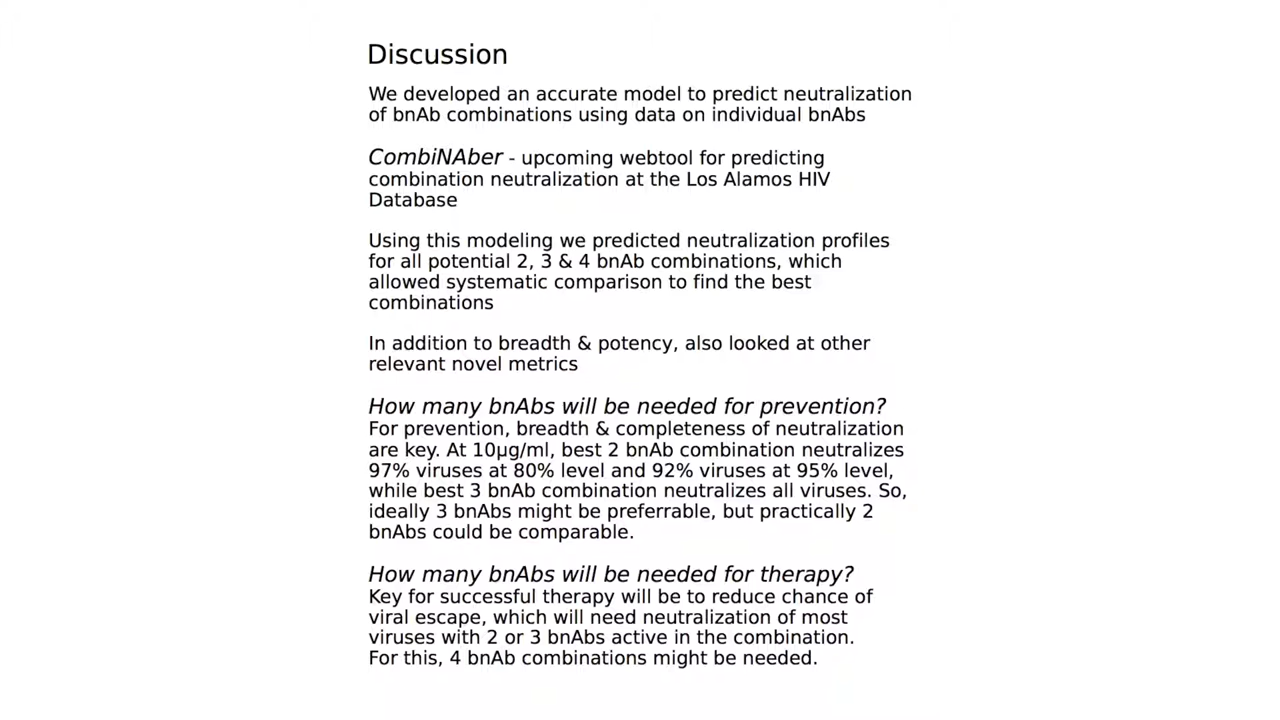 Discussion
We developed an accurate model to predict neutralization
of bnAb combinations using data on individual bnAbs
CombiNAber - upcoming webtool for predicting
combination neutralization at the Los Alamos HIV
Database
Using this modeling we predicted neutralization profiles
for all potential 2, 3 & 4 bnAb combinations, which
allowed systematic comparison to find the best
combinations
In addition to breadth & potency, also looked at other
relevant novel metrics
How many bnAbs will be needed for prevention?
For prevention, breadth & completeness of neutralization
are key. At 10µg/ml, best 2 bnAb combination neutralizes
97% viruses at 80% level and 92% viruses at 95% level,
while best 3 bnAb combination neutralizes all viruses. So,
ideally 3 bnAbs might be preferrable, but practically 2
bnAbs could be comparable.
How many bnAbs will be needed for therapy?
Key for successful therapy will be to reduce chance of
viral escape, which will need neutralization of most
viruses with 2 or 3 bnAbs active in the combination.
For this, 4 bnAb combinations might be needed.